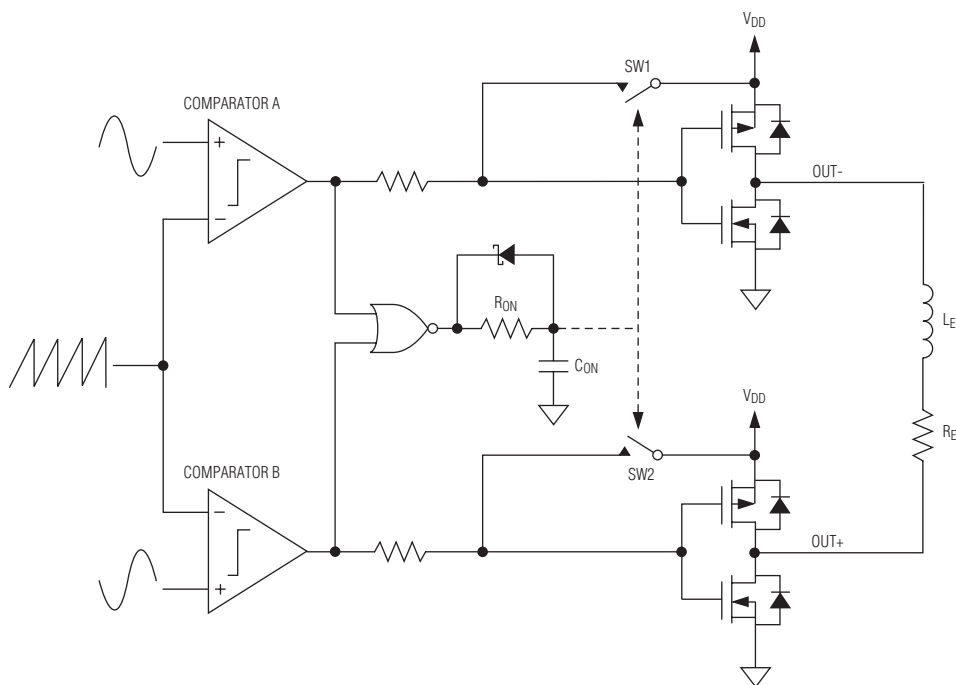 VDD
SW1
COMPARATOR A
+
−
OUT-
RON
CON
LE
RE
VDD
SW2
COMPARATOR B
−
+
OUT+